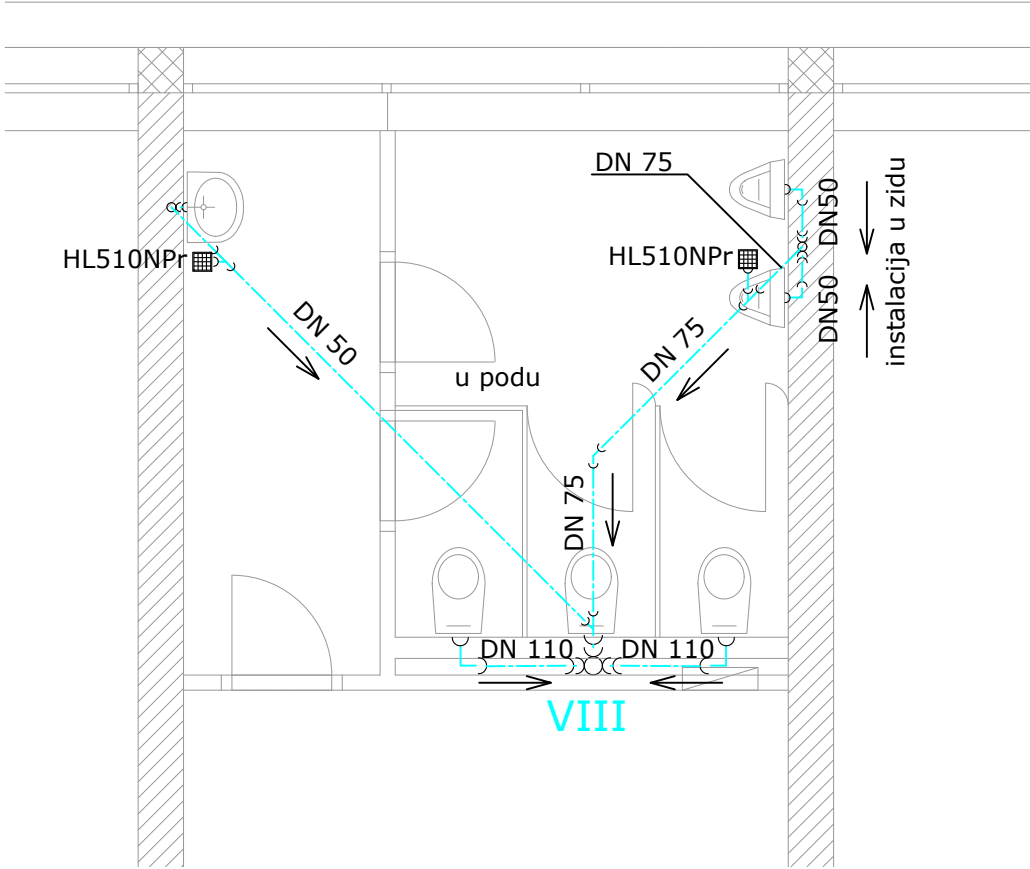 DN 75
DN50
HL510NPr
HL510NPr
instalacija u zidu
DN50
DN 50
DN 75
u podu
DN 75
DN 110
DN 110
VIII